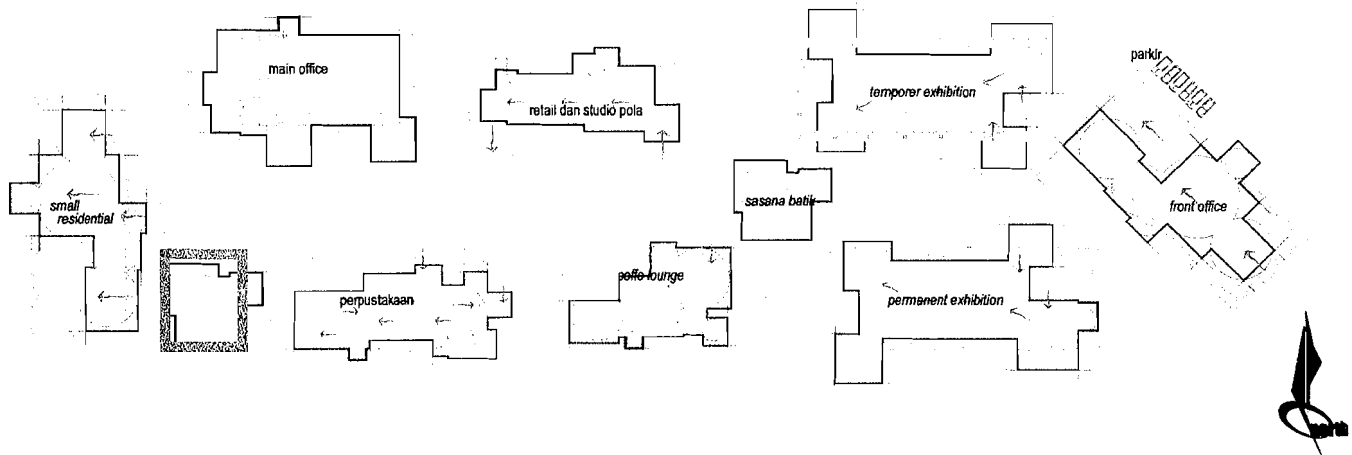 parkir
main office
temporer exhibition
retail dan studio pola
small
residential
sasana batik
front office
coffe lounge
perpustakaan
permanent exhibition
north